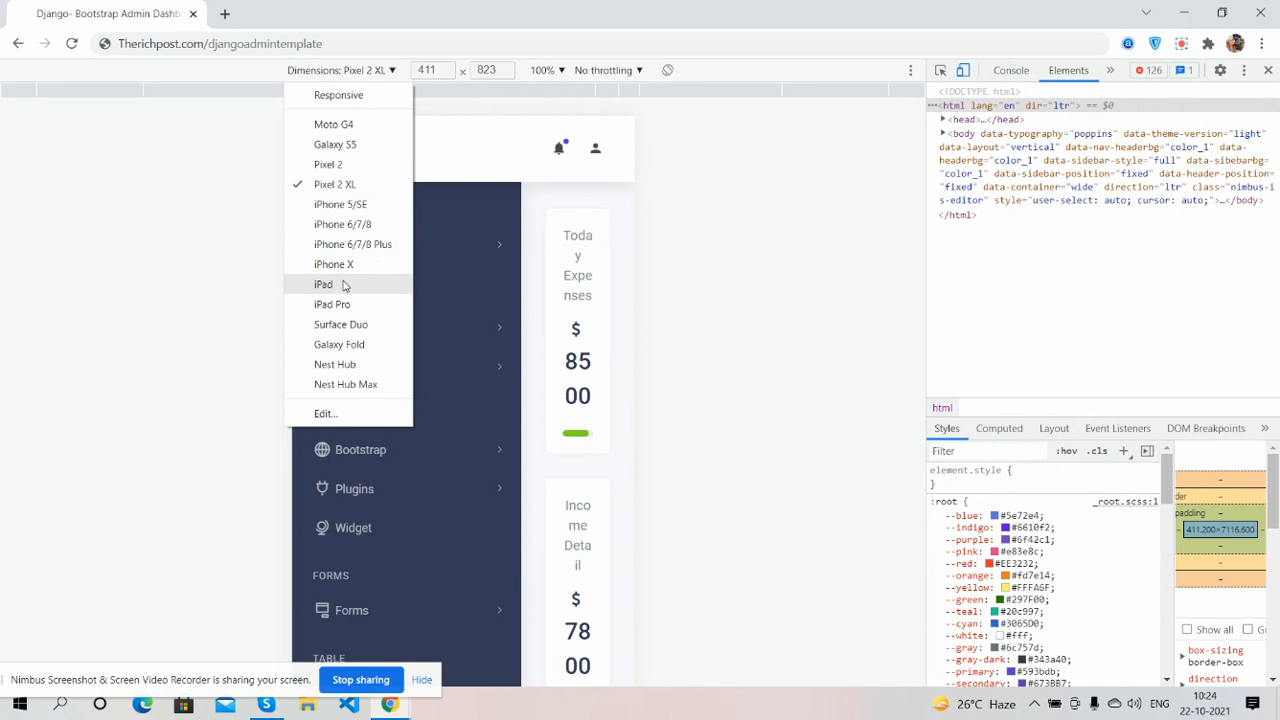 Django- Bootstrap Admin Dashb
Therichpost.com/djangoadmintemplate
Dimensions: Pixel 2 XL ▼ 411 x 823 100% ▼ No throttling ▼
Console Elements » 126 1
Responsive
Moto G4
Galaxy S5
Pixel 2
Pixel 2 XL
iPhone 5/SE
iPhone 6/7/8
iPhone 6/7/8 Plus
iPhone X
iPad
iPad Pro
Surface Duo
Galaxy Fold
Nest Hub
Nest Hub Max
Edit...
Bootstrap
Plugins
Widget
FORMS
Forms
TABLE
Toda
y
Expe
nses
$
85
00
Inco
me
Deta
il
$
78
00
<!DOCTYPE html>
⋯<html lang="en" dir="ltr"> == $0
▶<head>…</head>
▶<body data-typography="poppins" data-theme-version="light"
data-layout="vertical" data-nav-headerbg="color_1" data-
headerbg="color_1" data-sidebar-style="full" data-sibebarbg=
"color_1" data-sidebar-position="fixed" data-header-position=
"fixed" data-container="wide" direction="ltr" class="nimbus-i
s-editor" style="user-select: auto; cursor: auto;">…</body>
</html>
html
Styles Computed Layout Event Listeners DOM Breakpoints »
Filter :hov .cls +
element.style {
}
:root { _root.scss:1
--blue: #5e72e4;
--indigo: #6610f2;
--purple: #6f42c1;
--pink: #e83e8c;
--red: #EE3232;
--orange: #fd7e14;
--yellow: #FFFA6F;
--green: #297F00;
--teal: #20c997;
--cyan: #3065D0;
--white: #fff;
--gray: #6c757d;
--gray-dark: #343a40;
--primary: #593bdb;
--secondary: #673BB7;
der
padding
411.200×7116.600
Show all Gr
box-sizing
border-box
direction
Nimbus Screenshot & Screen Video Recorder is sharing your screen. Stop sharing Hide
26°C Haze ENG 10:24
22-10-2021